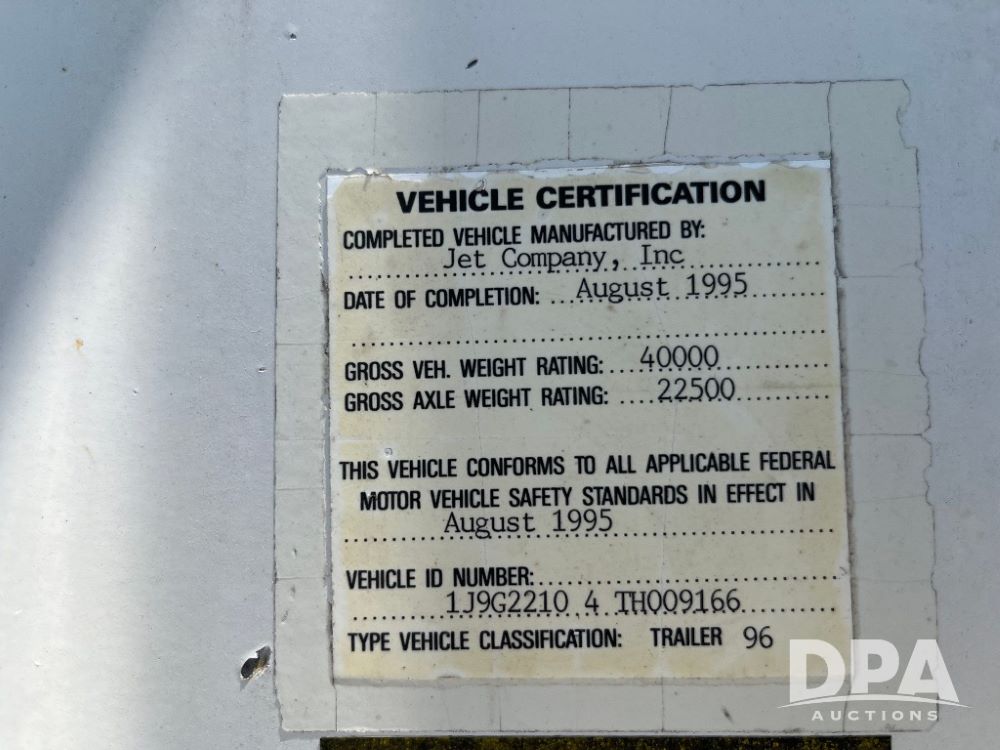 VEHICLE CERTIFICATION
COMPLETED VEHICLE MANUFACTURED BY:
Jet Company, Inc
DATE OF COMPLETION: August 1995
GROSS VEH. WEIGHT RATING: 40000
GROSS AXLE WEIGHT RATING: 22500
THIS VEHICLE CONFORMS TO ALL APPLICABLE FEDERAL
MOTOR VEHICLE SAFETY STANDARDS IN EFFECT IN
August 1995
VEHICLE ID NUMBER:
1J9G2210 4 TH009166
TYPE VEHICLE CLASSIFICATION: TRAILER 96
DPA
AUCTIONS